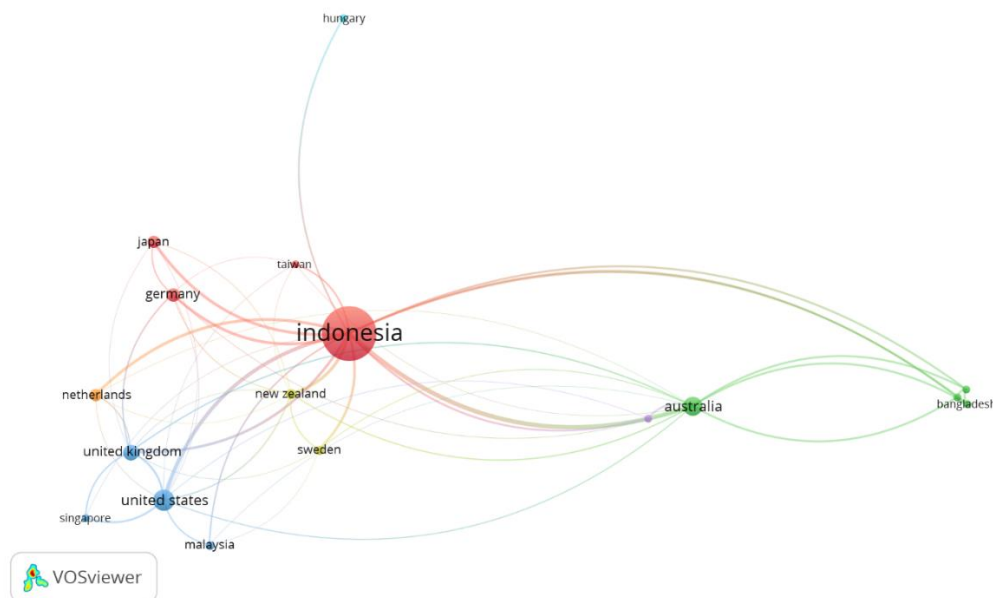 hungary
japan
taiwan
germany
indonesia
netherlands
new zealand
australia
bangladesh
united kingdom
sweden
united states
singapore
malaysia
VOSviewer